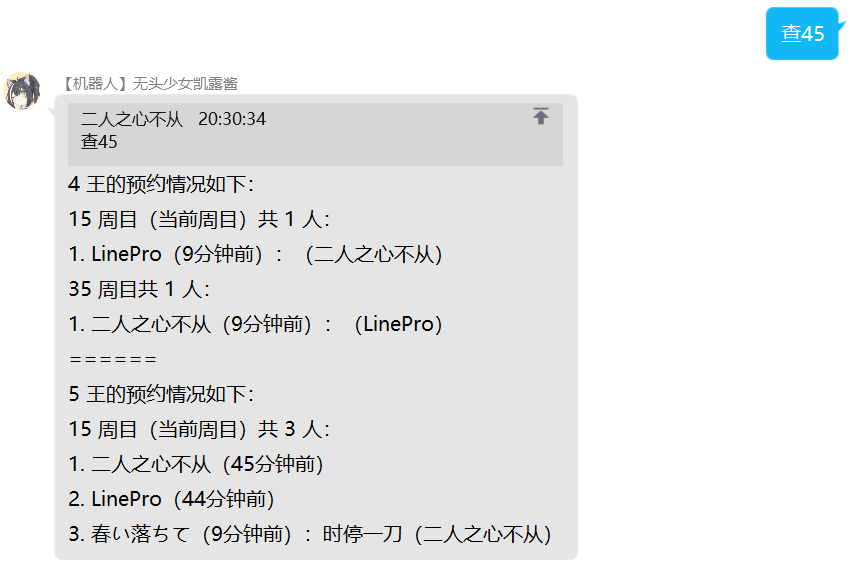 查45
【机器人】无头少女凯露酱
二人之心不从 20:30:34
查45
4 王的预约情况如下：
15 周目（当前周目）共 1 人：
1. LinePro（9分钟前）：（二人之心不从）
35 周目共 1 人：
1. 二人之心不从（9分钟前）：（LinePro）
======
5 王的预约情况如下：
15 周目（当前周目）共 3 人：
1. 二人之心不从（45分钟前）
2. LinePro（44分钟前）
3. 春い落ちて（9分钟前）：时停一刀（二人之心不从）